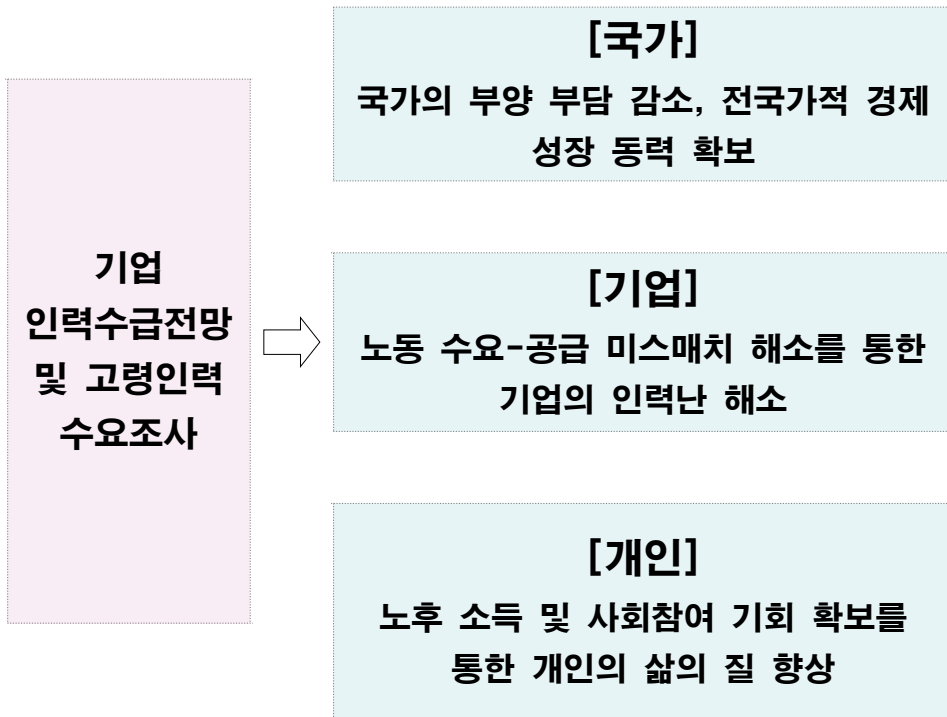 기업
인력수급전망
및 고령인력
수요조사
[국가]
국가의 부양 부담 감소, 전국가적 경제
성장 동력 확보
[기업]
노동 수요-공급 미스매치 해소를 통한
기업의 인력난 해소
[개인]
노후 소득 및 사회참여 기회 확보를
통한 개인의 삶의 질 향상